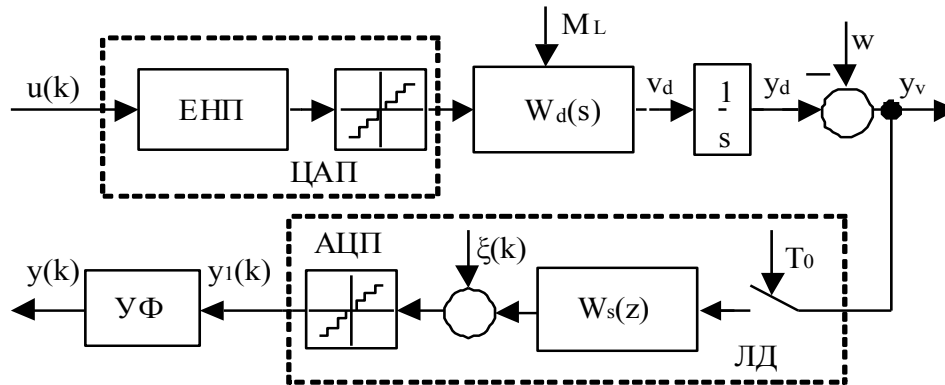 M_L
w
u(k)
ЕНП
W_d(s)
v_d
1
s
y_d
y_v
ЦАП
АЦП
ξ(k)
T_0
y(k)
УФ
y_1(k)
W_s(z)
ЛД